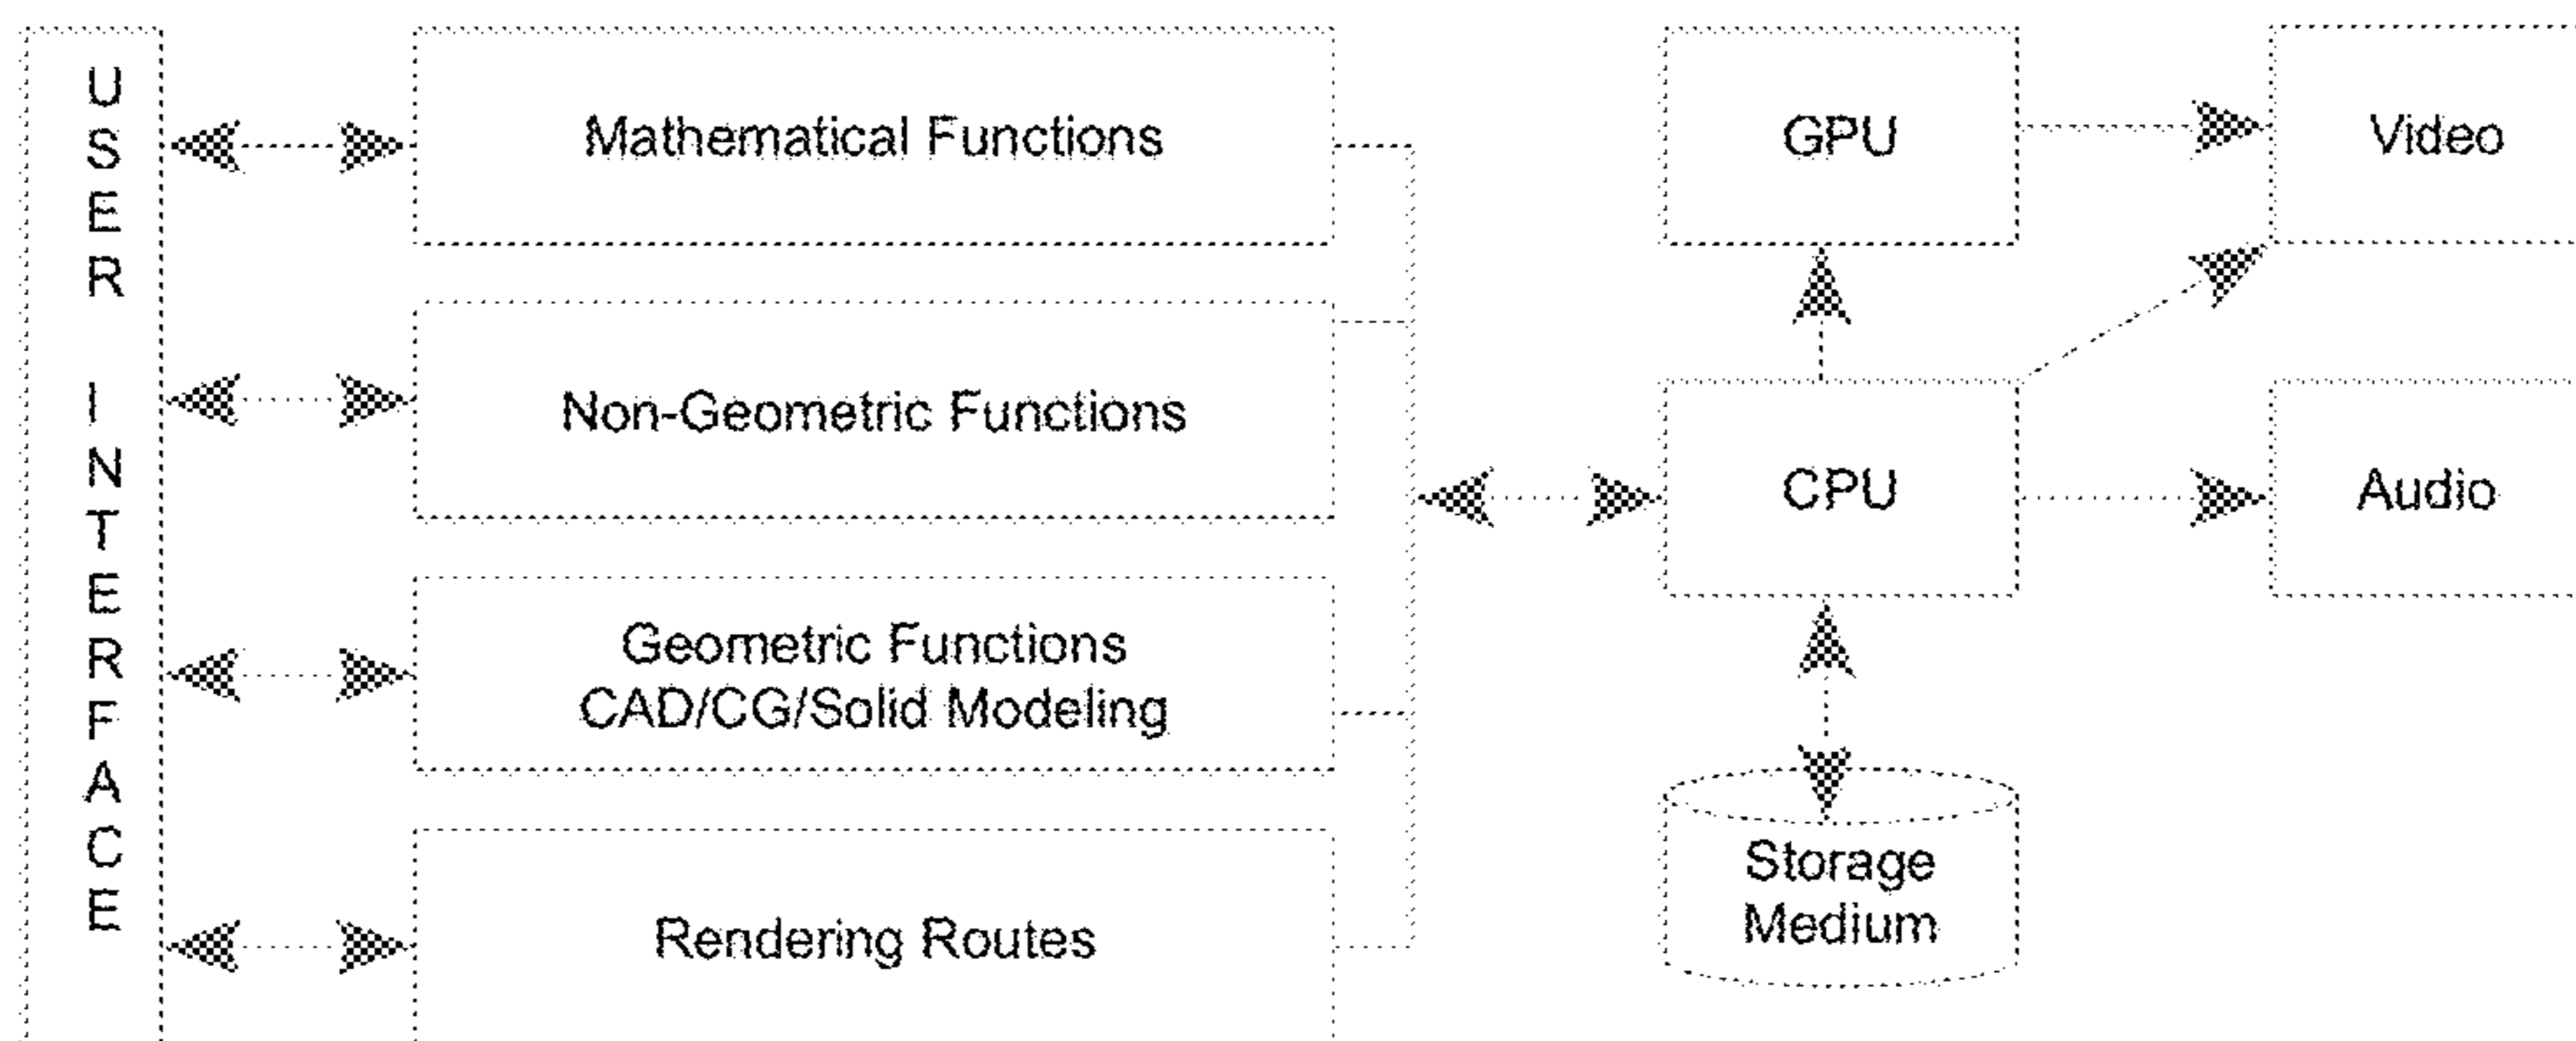 USER INTERFACE
Mathematical Functions
Non-Geometric Functions
Geometric Functions
CAD/CG/Solid Modeling
Rendering Routes
GPU
CPU
Storage
Medium
Video
Audio